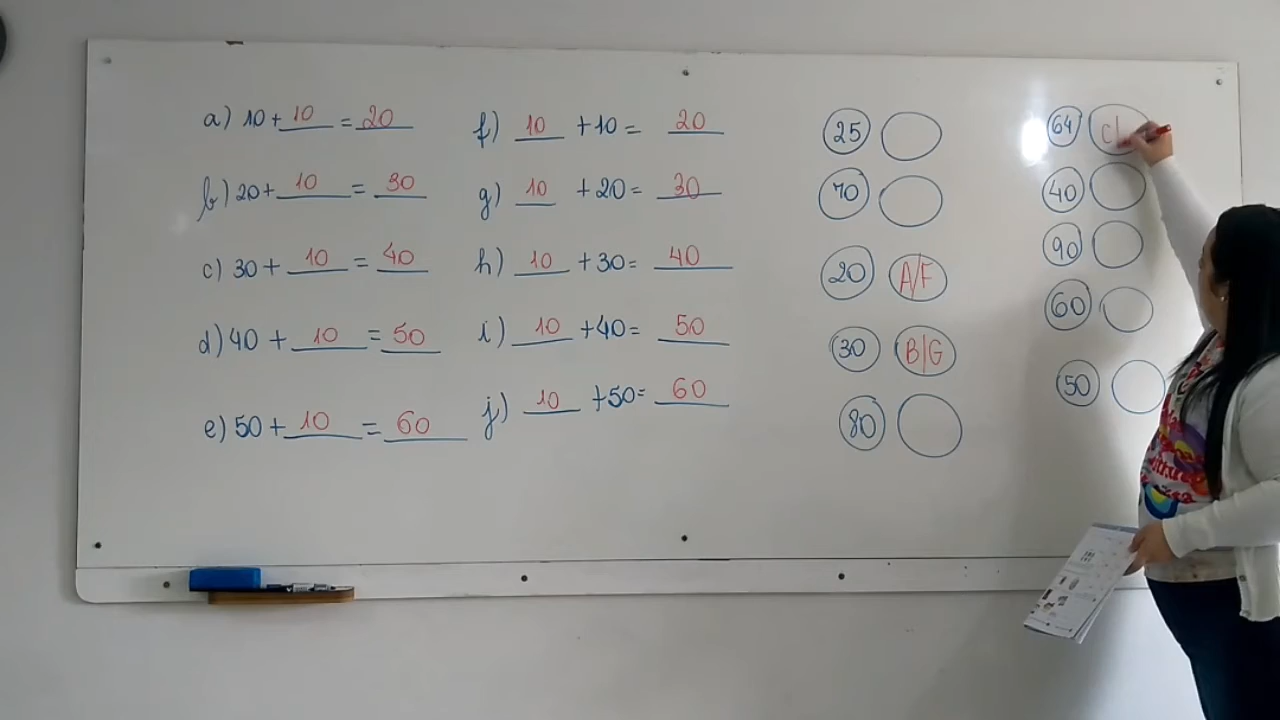 a) 10 + 10 = 20
b) 20 + 10 = 30
c) 30 + 10 = 40
d) 40 + 10 = 50
e) 50 + 10 = 60
f) 10 + 10 = 20
g) 10 + 20 = 30
h) 10 + 30 = 40
i) 10 + 40 = 50
j) 10 + 50 = 60
25
70
20 A/F
30 B/G
80
64 C/
40
90
60
50